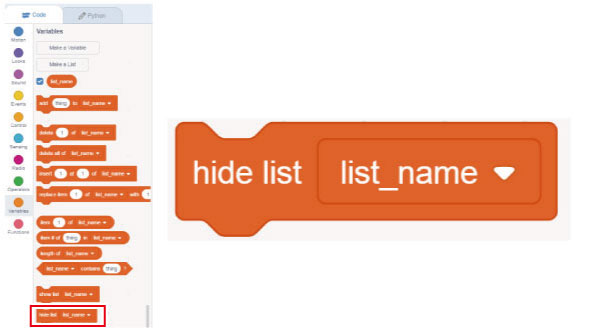 Code
Python
Variables
Motion
Looks
Sound
Events
Control
Sensing
Radio
Operators
Variables
Functions
Make a Variable
Make a List
list_name
add thing to list_name
delete 1 of list_name
delete all of list_name
insert 1 at 1 of list_name
replace item 1 of list_name with 1
item 1 of list_name
item # of thing in list_name
length of list_name
list_name contains thing ?
show list list_name
hide list list_name
hide list list_name